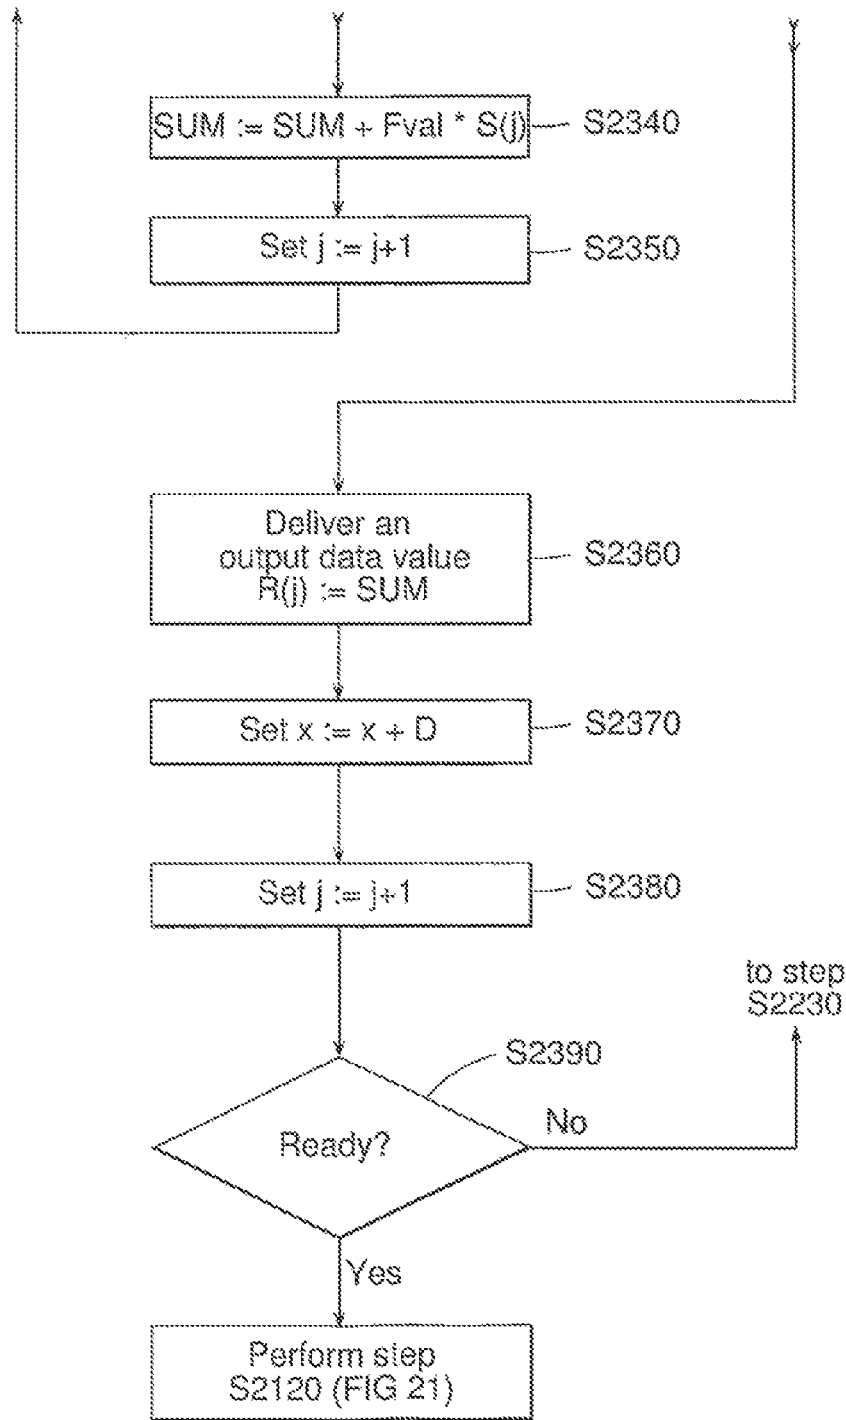 SUM := SUM + Fval * S(j)
S2340
Set j := j+1
S2350
Deliver an
output data value
R(j) := SUM
S2360
Set x := x + D
S2370
Set j := j+1
S2380
to step
S2230
S2390
Ready?
No
Yes
Perform step
S2120 (FIG 21)